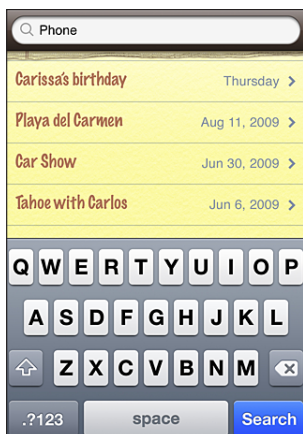 Phone
Carissa's birthday Thursday
Playa del Carmen Aug 11, 2009
Car Show Jun 30, 2009
Tahoe with Carlos Jun 6, 2009
Q W E R T Y U I O P
A S D F G H J K L
Z X C V B N M
.?123 space Search